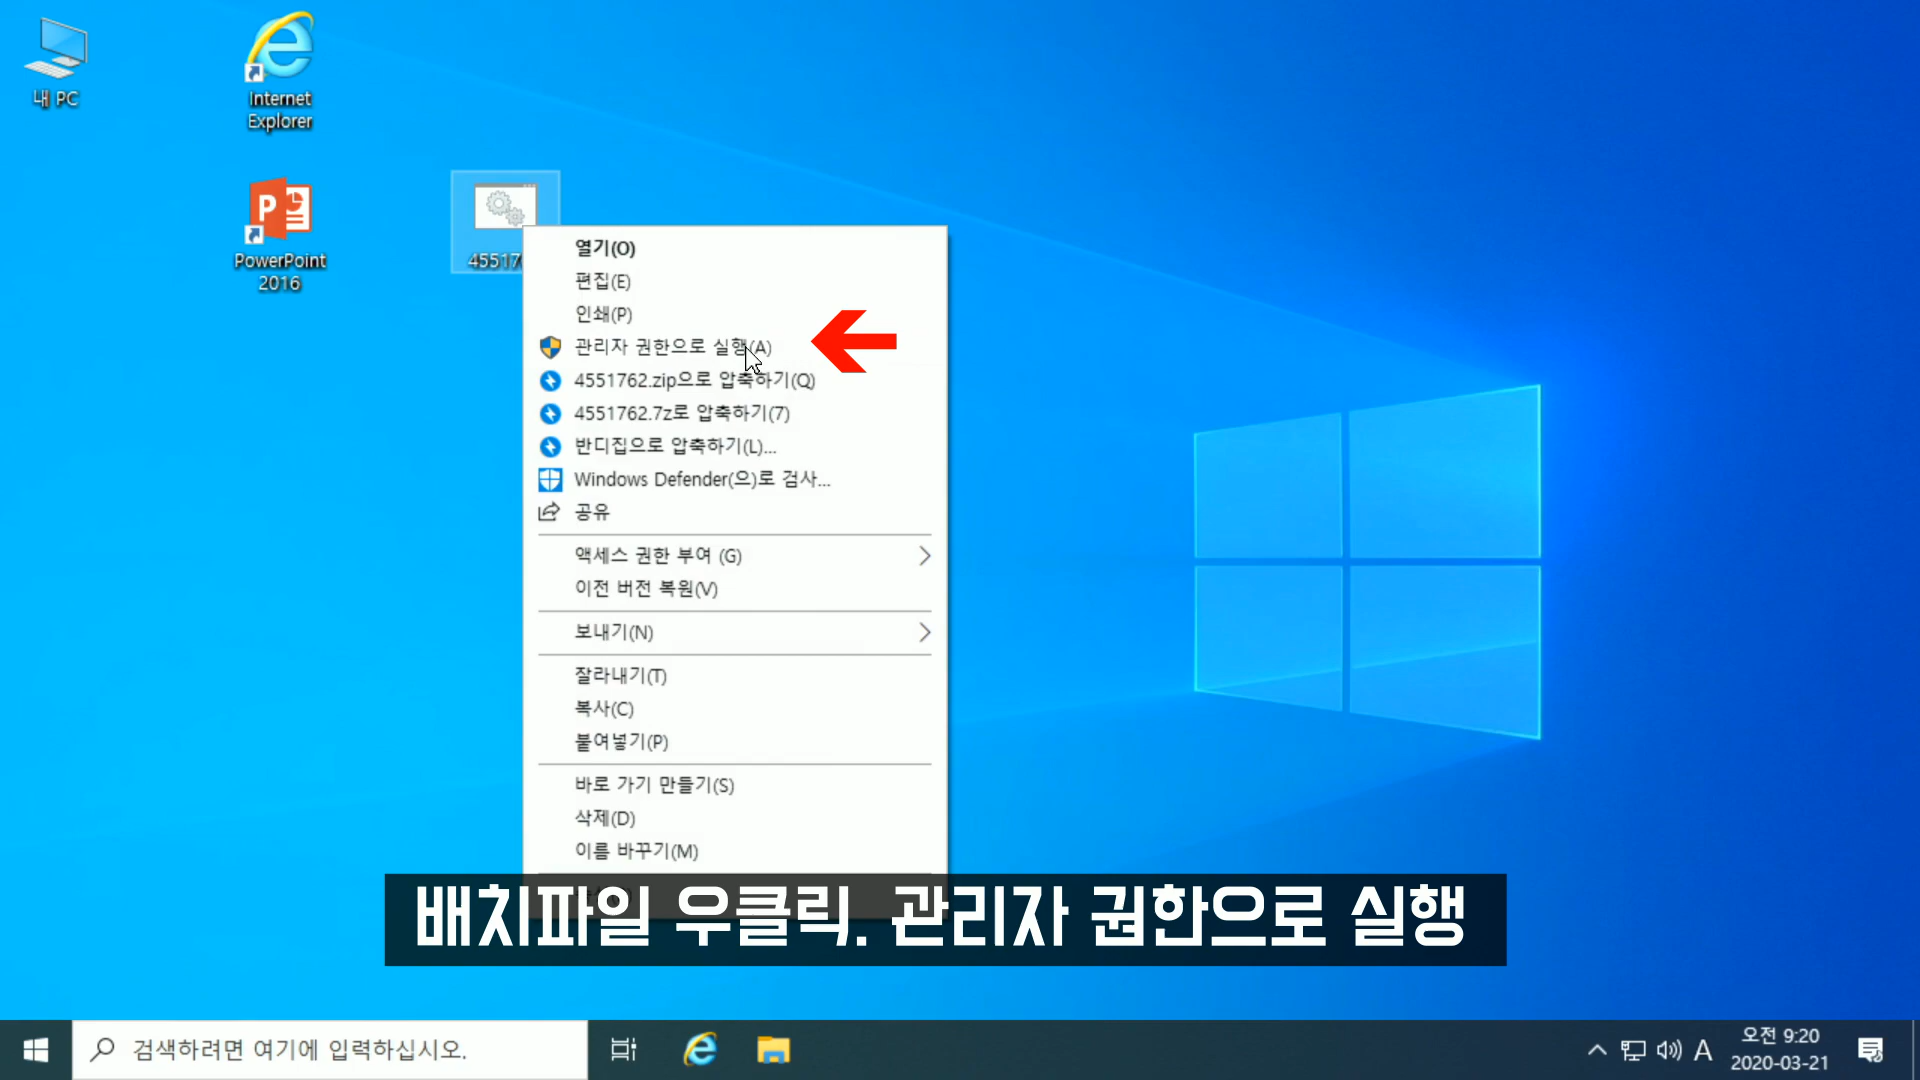 내 PC
Internet
Explorer
PowerPoint
2016
열기(O)
편집(E)
인쇄(P)
관리자 권한으로 실행(A)
4551762.zip으로 압축하기(Q)
4551762.7z로 압축하기(7)
반디집으로 압축하기(L)...
Windows Defender(으)로 검사...
공유
액세스 권한 부여 (G)
이전 버전 복원(V)
보내기(N)
잘라내기(T)
복사(C)
붙여넣기(P)
바로 가기 만들기(S)
삭제(D)
이름 바꾸기(M)
배치파일 우클릭. 관리자 권한으로 실행
검색하려면 여기에 입력하십시오.
A
오전 9:20
2020-03-21